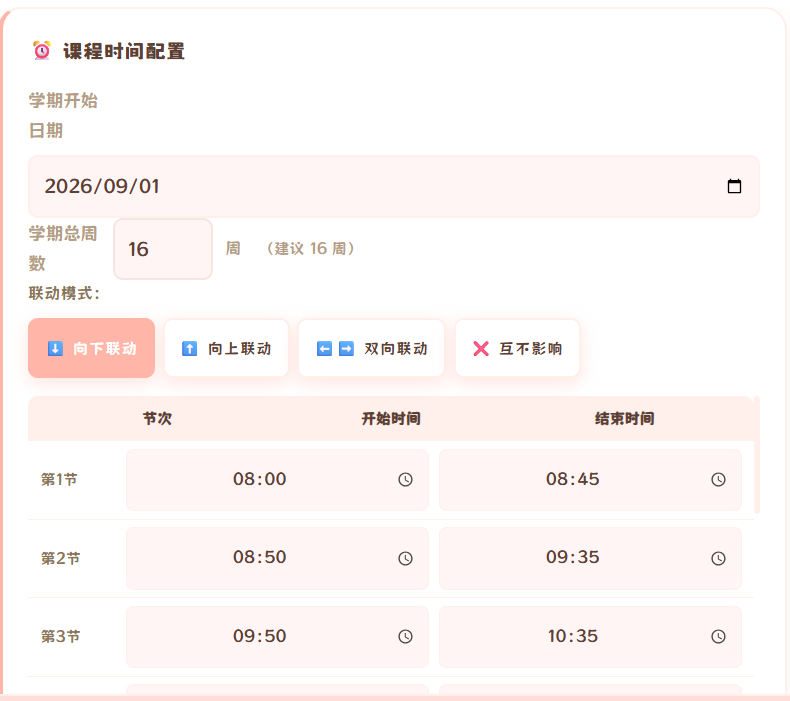 课程时间配置
学期开始
日期
2026/09/01
学期总周
数
16 周 （建议 16 周）
联动模式：
向下联动 向上联动 双向联动 互不影响
节次 开始时间 结束时间
第1节 08:00 08:45
第2节 08:50 09:35
第3节 09:50 10:35